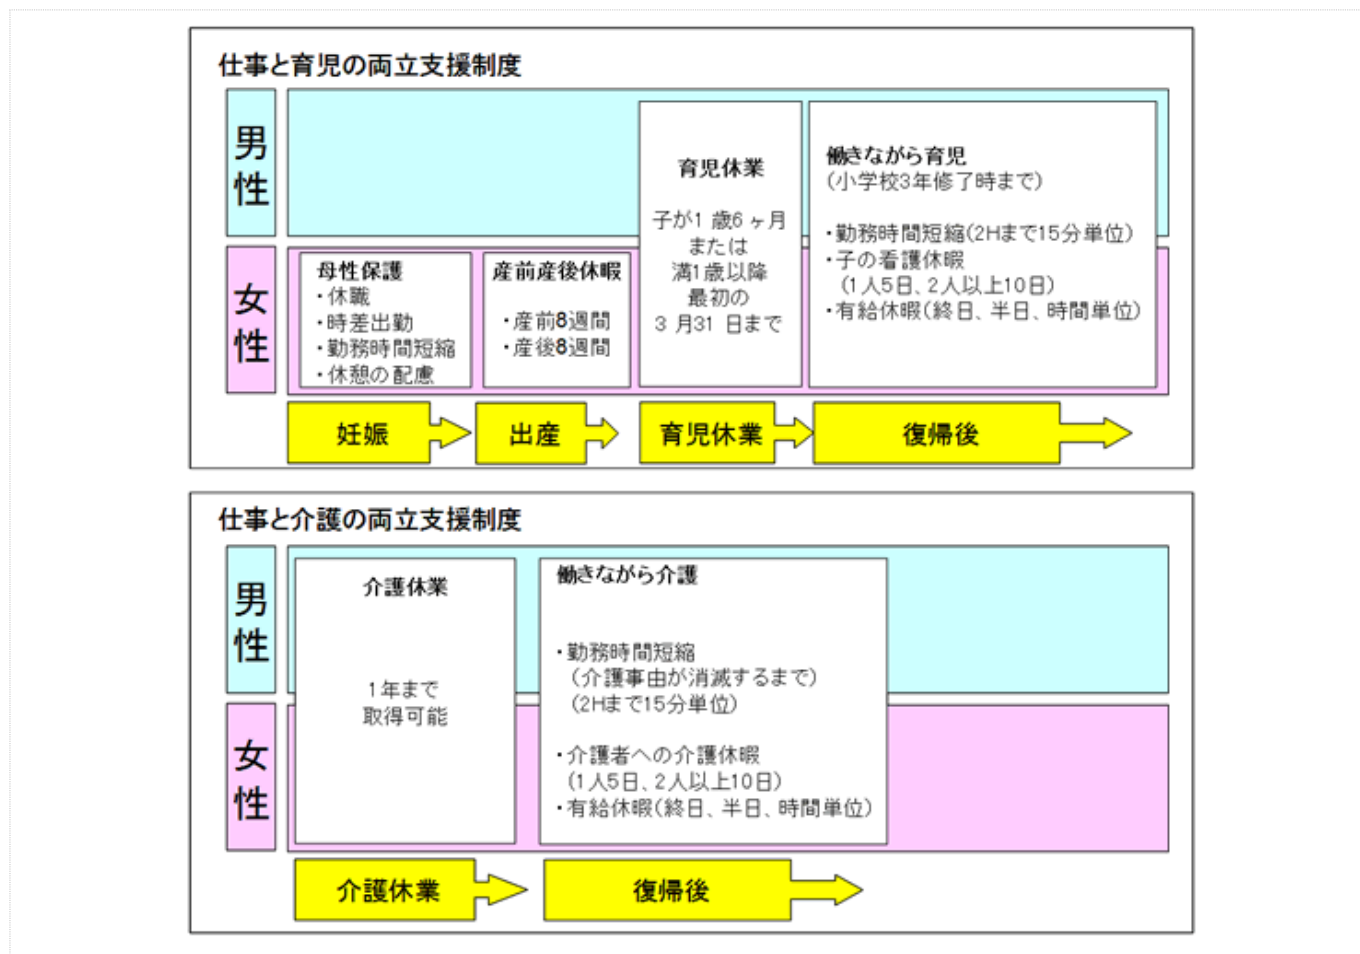 仕事と育児の両立支援制度
男性
女性
母性保護
・休職
・時差出勤
・勤務時間短縮
・休憩の配慮
産前産後休暇
・産前8週間
・産後8週間
育児休業
子が1歳6ヶ月
または
満1歳以降
最初の
3月31日まで
働きながら育児
(小学校3年修了時まで)
・勤務時間短縮(2Hまで15分単位)
・子の看護休暇
(1人5日、2人以上10日)
・有給休暇(終日、半日、時間単位)
妊娠
出産
育児休業
復帰後
仕事と介護の両立支援制度
男性
女性
介護休業
1年まで
取得可能
働きながら介護
・勤務時間短縮
(介護事由が消滅するまで)
(2Hまで15分単位)
・介護者への介護休暇
(1人5日、2人以上10日)
・有給休暇(終日、半日、時間単位)
介護休業
復帰後